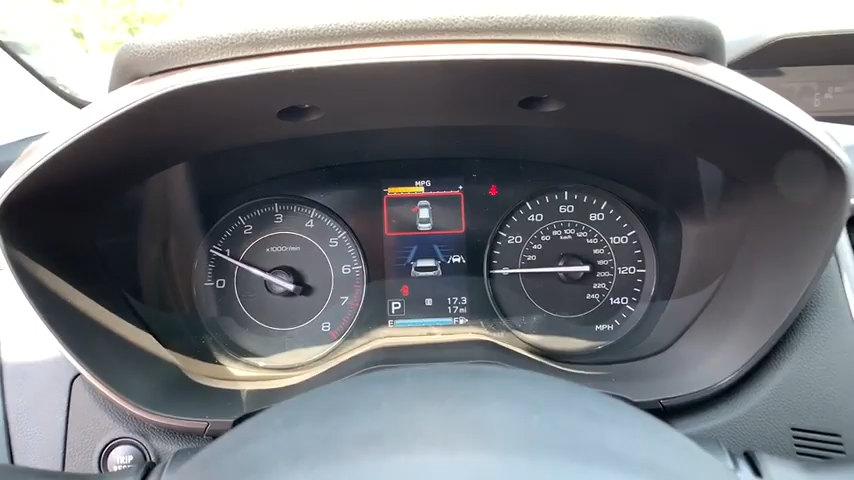 MPG
- +
0 1 2 3 4 5 6 7 8
x1000r/min
P
17.3
17mi
E F
0 20 40 60 80 100 120 140
MPH
20 40 60 80 100 120 140 160 180 200 220 240
km/h
TRIP